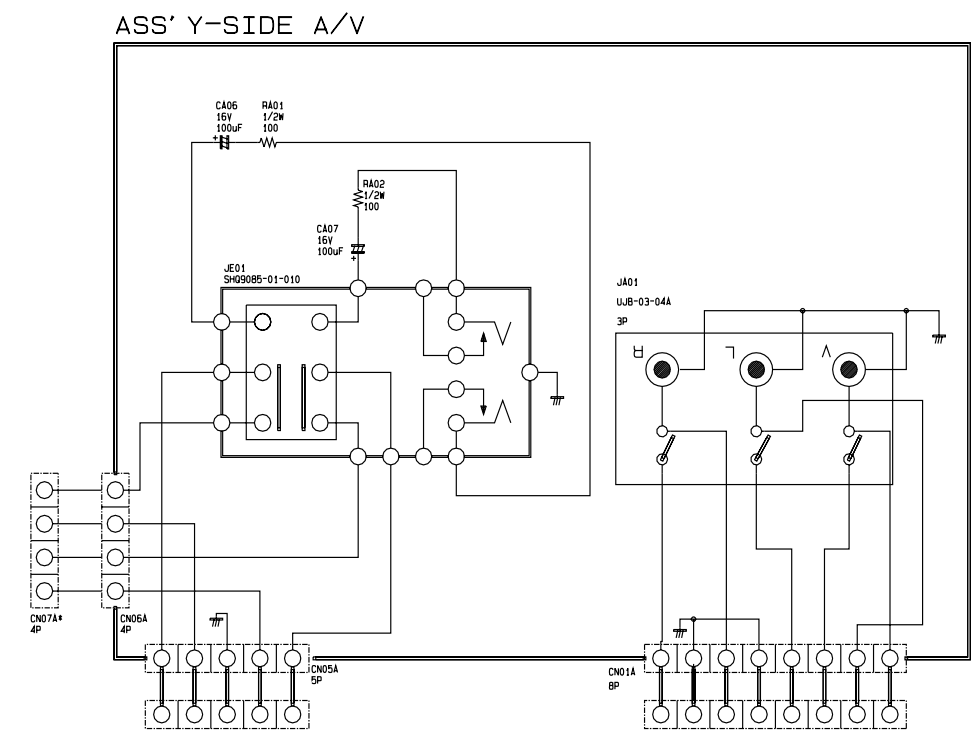 ASS'Y-SIDE A/V
CA06
16V
100uF
+
RA01
1/2W
100
RA02
1/2W
100
CA07
16V
100uF
+
JE01
SHQ9085-01-010
JA01
UJB-03-04A
3P
R
L
V
CN07A*
4P
CN06A
4P
CN05A
5P
CN01A
8P